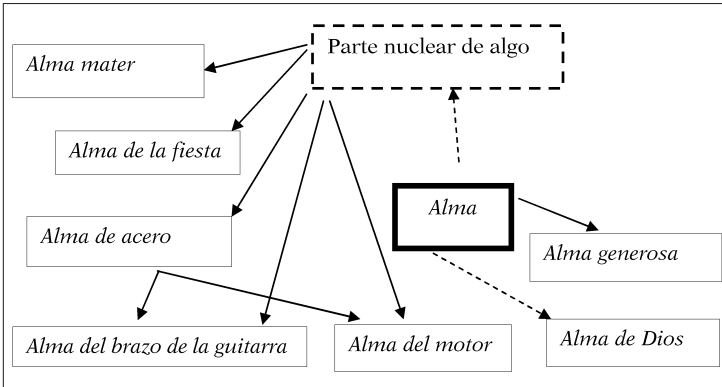 Parte nuclear de algo
Alma mater
Alma de la fiesta
Alma
Alma de acero
Alma generosa
Alma del brazo de la guitarra
Alma del motor
Alma de Dios